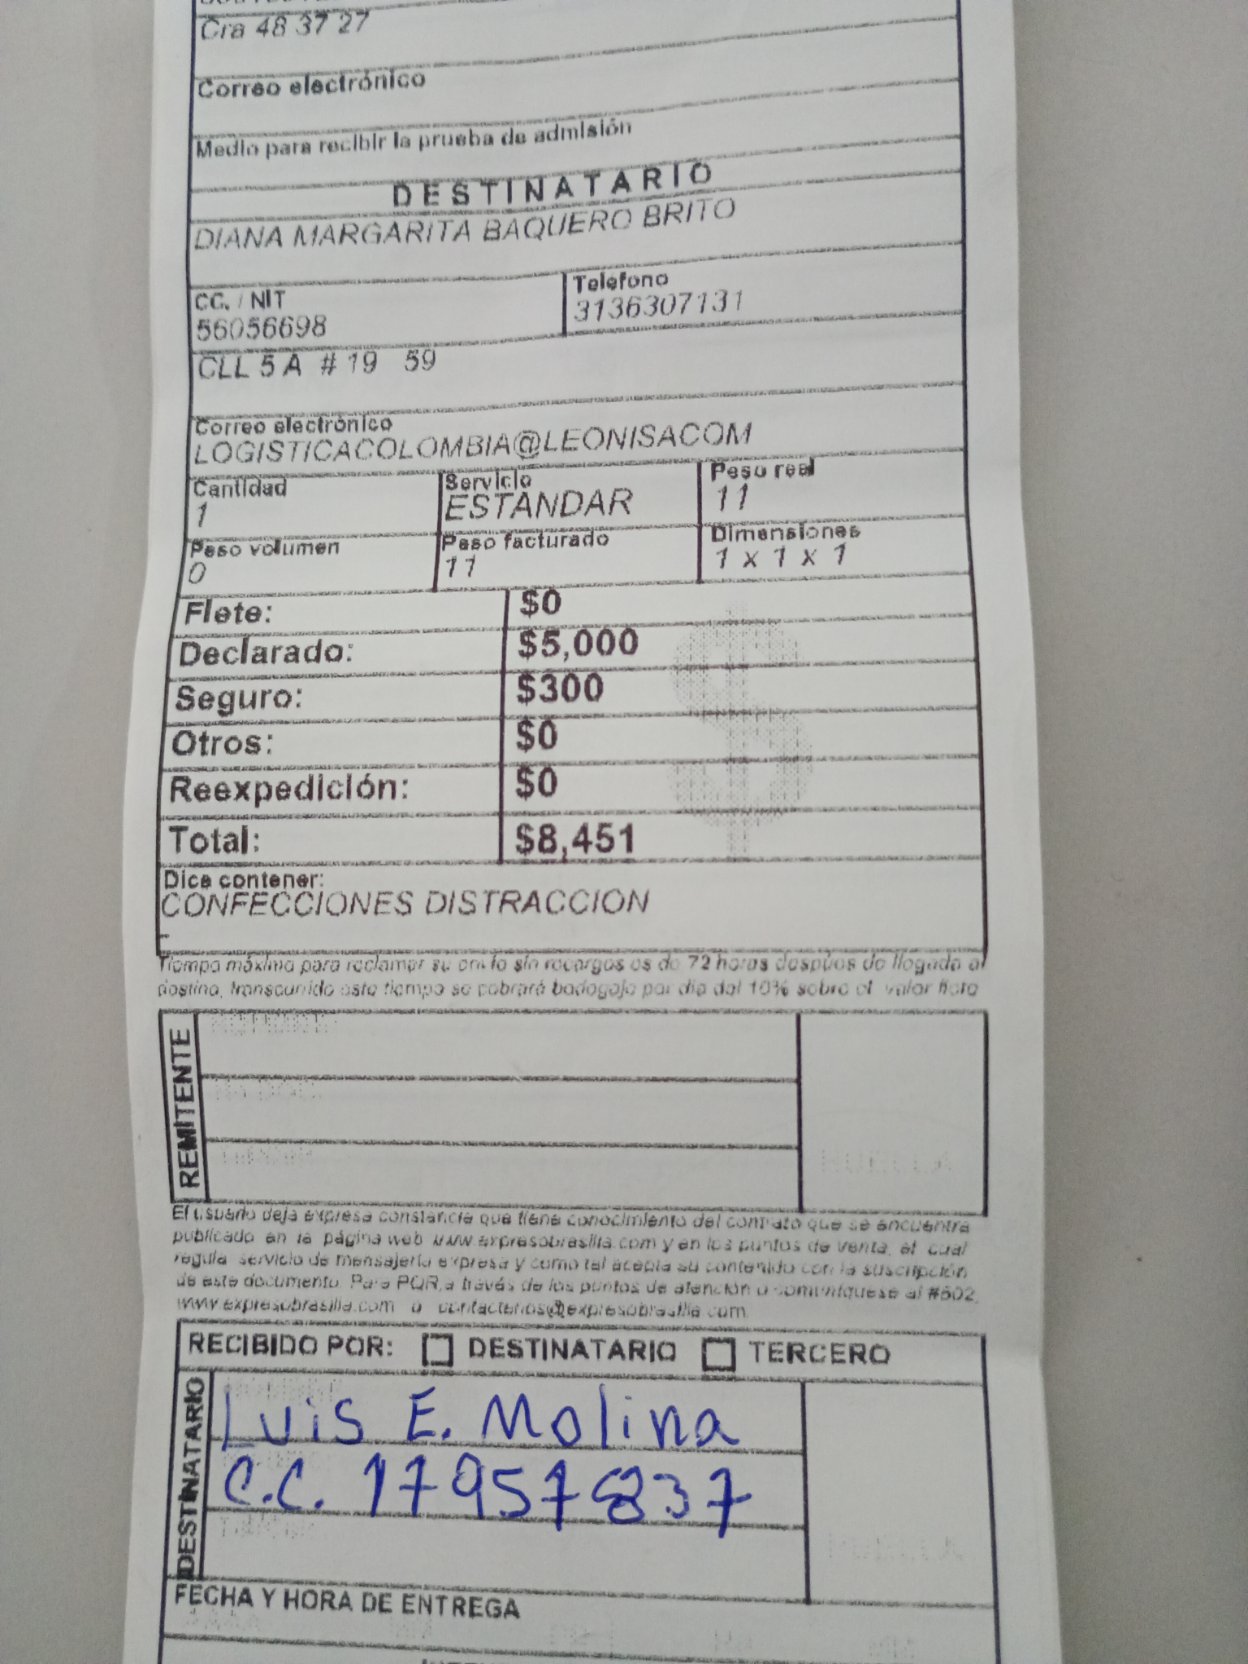 Cra 48 37 27
Correo electrónico
Medio para recibir la prueba de admisión
DESTINATARIO
DIANA MARGARITA BAQUERO BRITO
CC. / NIT
56056698
Telefono
3136307131
CLL 5 A # 19 59
Correo electrónico
LOGISTICACOLOMBIA@LEONISACOM
Cantidad
1
Servicio
ESTANDAR
Peso real
11
Peso volumen
0
Peso facturado
11
Dimensiones
1 x 1 x 1
Flete: $0
Declarado: $5,000
Seguro: $300
Otros: $0
Reexpedición: $0
Total: $8,451
Dice contener:
CONFECCIONES DISTRACCION
-
Tiempo máximo para reclamar su envío sin recargos es de 72 horas después de llegada al
destino, transcurrido este tiempo se cobrará bodegaje por día del 10% sobre el valor flete
REMITENTE
El usuario deja expresa constancia que tiene conocimiento del contrato que se encuentra
publicado en la página web www.expresobrasilia.com y en los puntos de venta, el cual
regula servicio de mensajería expresa y como tal acepta su contenido con la suscripción
de este documento. Para PQR a través de los puntos de atención o comuníquese al #502,
www.expresobrasilia.com o contactenos@expresobrasilia.com
RECIBIDO POR: DESTINATARIO TERCERO
DESTINATARIO
Luis E. Molina
C.C. 17957837
FECHA Y HORA DE ENTREGA